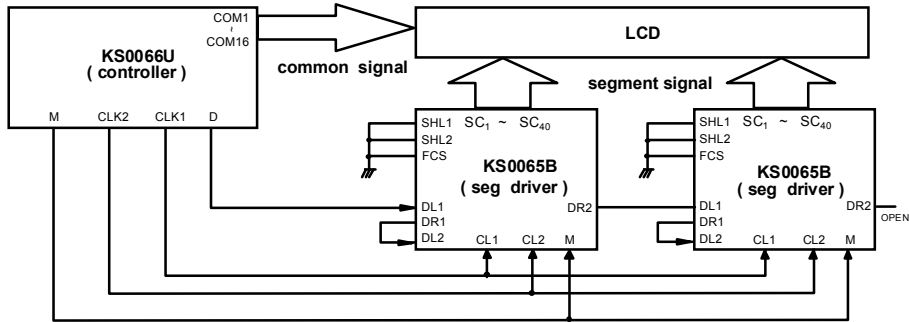 COM1
~
COM16
KS0066U
( controller )
M CLK2 CLK1 D
common signal
LCD
segment signal
SHL1 SC1 ~ SC40
SHL2
FCS
KS0065B
( seg driver )
DL1 DR2
DR1
DL2 CL1 CL2 M
SHL1 SC1 ~ SC40
SHL2
FCS
KS0065B
( seg driver )
DL1 DR2
OPEN
DR1
DL2 CL1 CL2 M